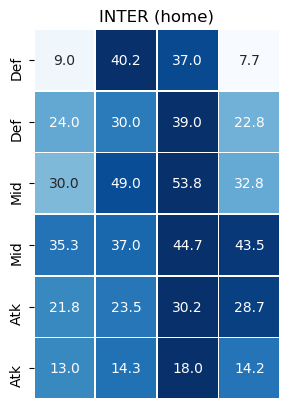 INTER (home)
Def 9.0 40.2 37.0 7.7
Def 24.0 30.0 39.0 22.8
Mid 30.0 49.0 53.8 32.8
Mid 35.3 37.0 44.7 43.5
Atk 21.8 23.5 30.2 28.7
Atk 13.0 14.3 18.0 14.2